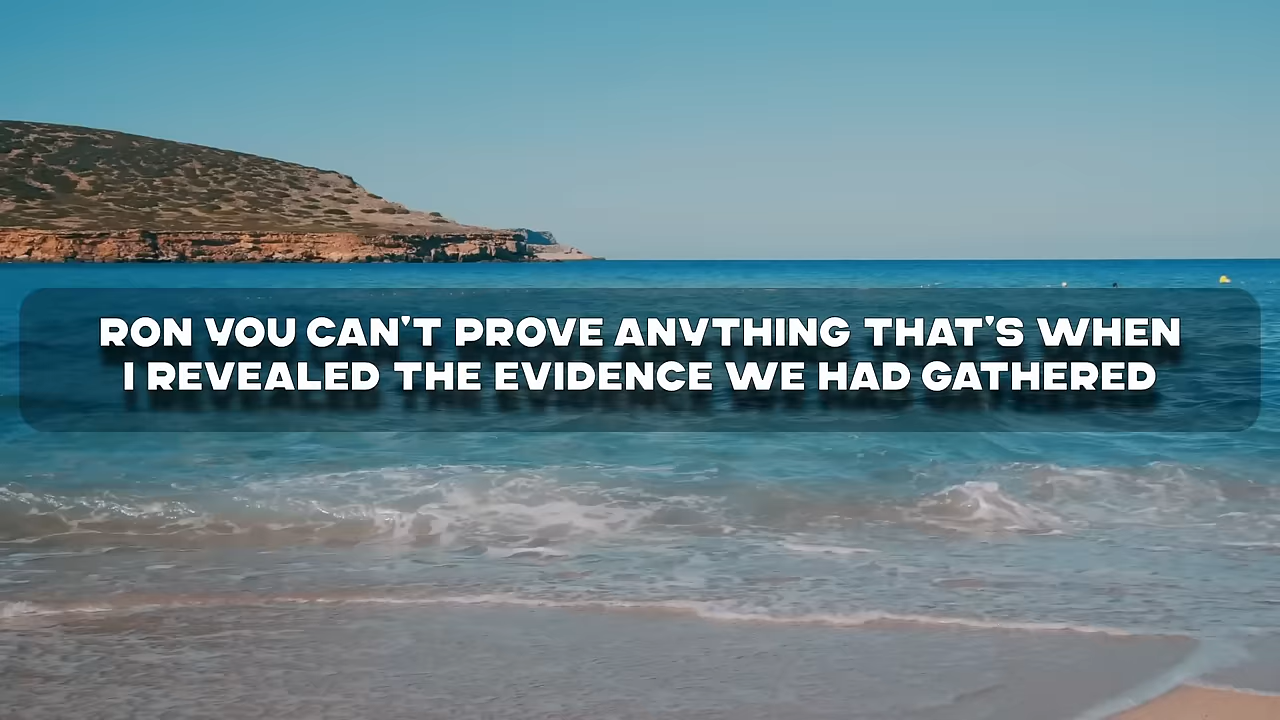 RON YOU CAN'T PROVE ANYTHING THAT'S WHEN
I REVEALED THE EVIDENCE WE HAD GATHERED